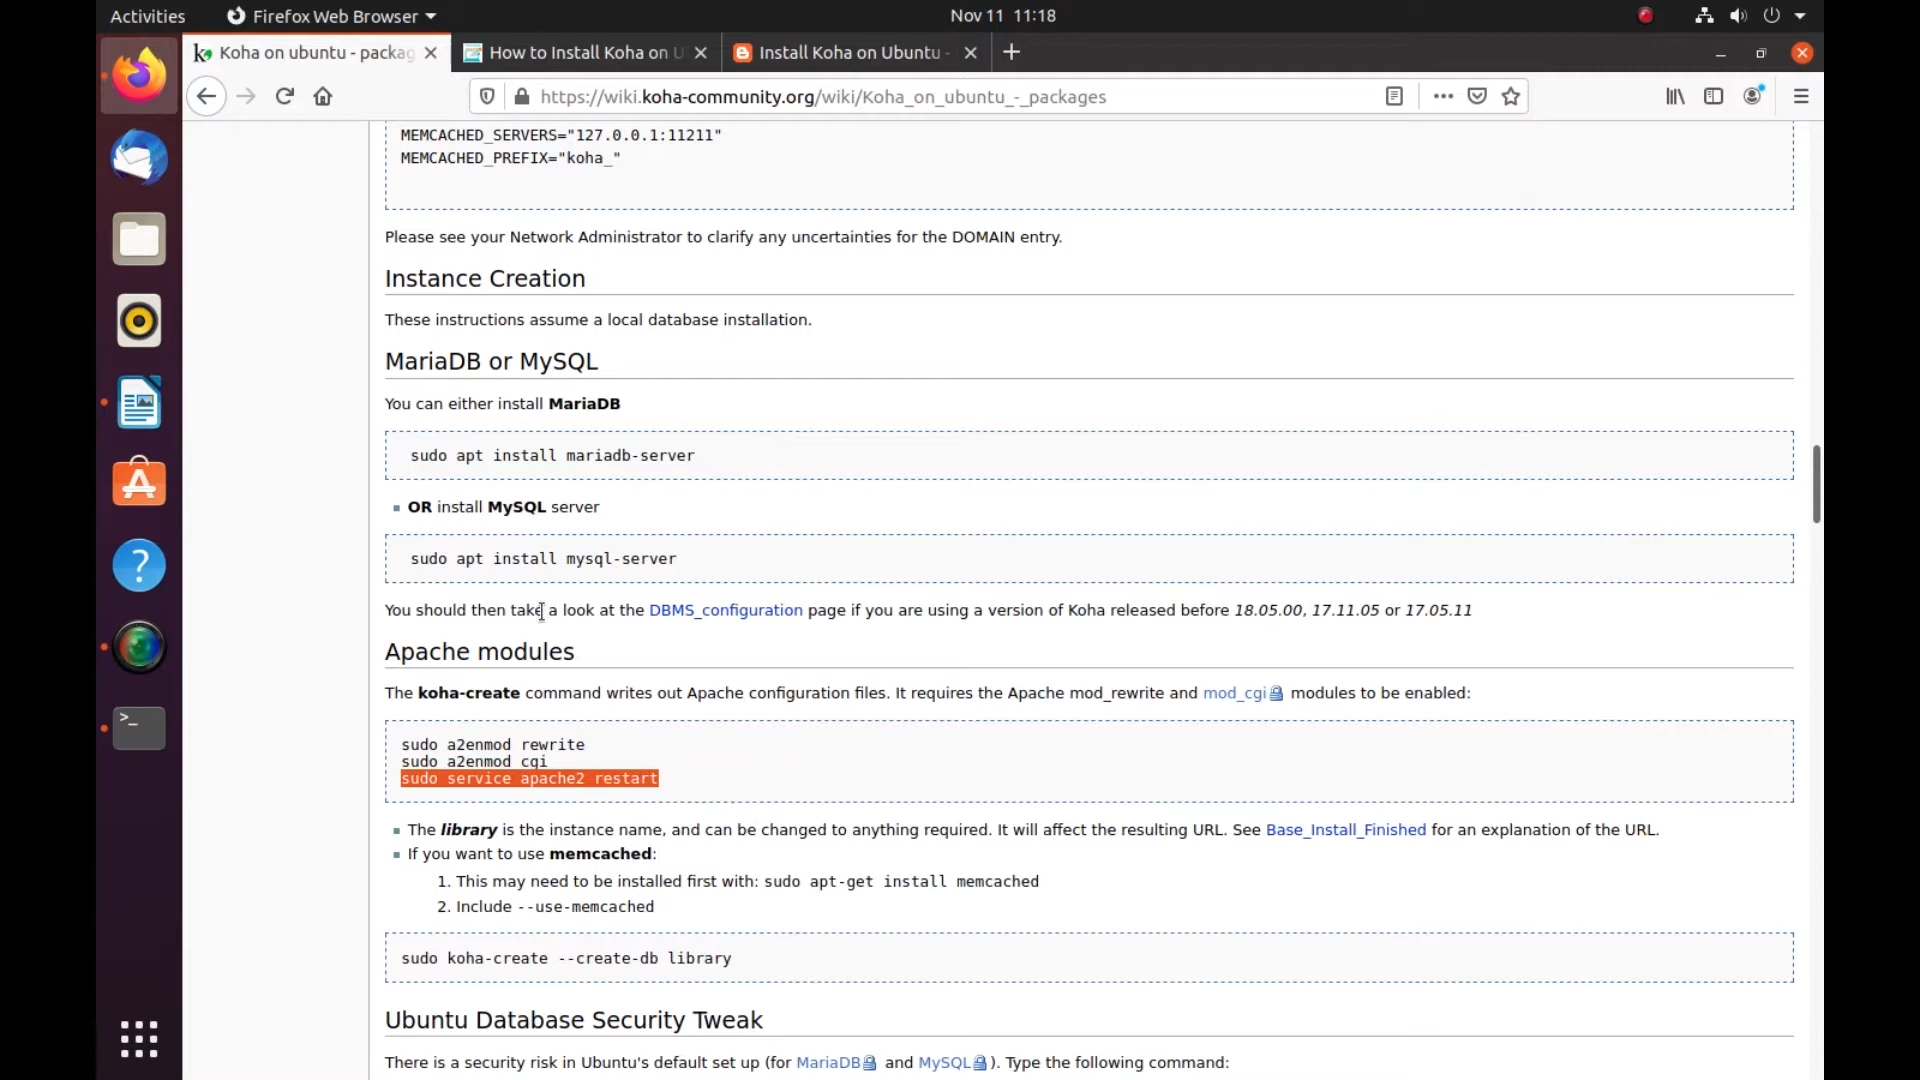 Activities
Firefox Web Browser
Nov 11 11:18
Koha on ubuntu - packag
How to Install Koha on U
Install Koha on Ubuntu -
https://wiki.koha-community.org/wiki/Koha_on_ubuntu_-_packages
MEMCACHED_SERVERS="127.0.0.1:11211"
MEMCACHED_PREFIX="koha_"
Please see your Network Administrator to clarify any uncertainties for the DOMAIN entry.
Instance Creation
These instructions assume a local database installation.
MariaDB or MySQL
You can either install MariaDB
sudo apt install mariadb-server
OR install MySQL server
sudo apt install mysql-server
You should then take a look at the DBMS_configuration page if you are using a version of Koha released before 18.05.00, 17.11.05 or 17.05.11
Apache modules
The koha-create command writes out Apache configuration files. It requires the Apache mod_rewrite and mod_cgi modules to be enabled:
sudo a2enmod rewrite
sudo a2enmod cgi
sudo service apache2 restart
The library is the instance name, and can be changed to anything required. It will affect the resulting URL. See Base_Install_Finished for an explanation of the URL.
If you want to use memcached:
1. This may need to be installed first with: sudo apt-get install memcached
2. Include --use-memcached
sudo koha-create --create-db library
Ubuntu Database Security Tweak
There is a security risk in Ubuntu's default set up (for MariaDB and MySQL). Type the following command: